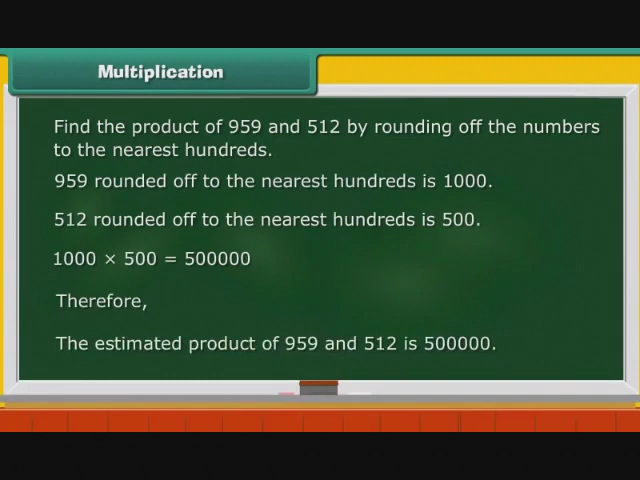 Multiplication
Find the product of 959 and 512 by rounding off the numbers
to the nearest hundreds.
959 rounded off to the nearest hundreds is 1000.
512 rounded off to the nearest hundreds is 500.
1000 × 500 = 500000
Therefore,
The estimated product of 959 and 512 is 500000.